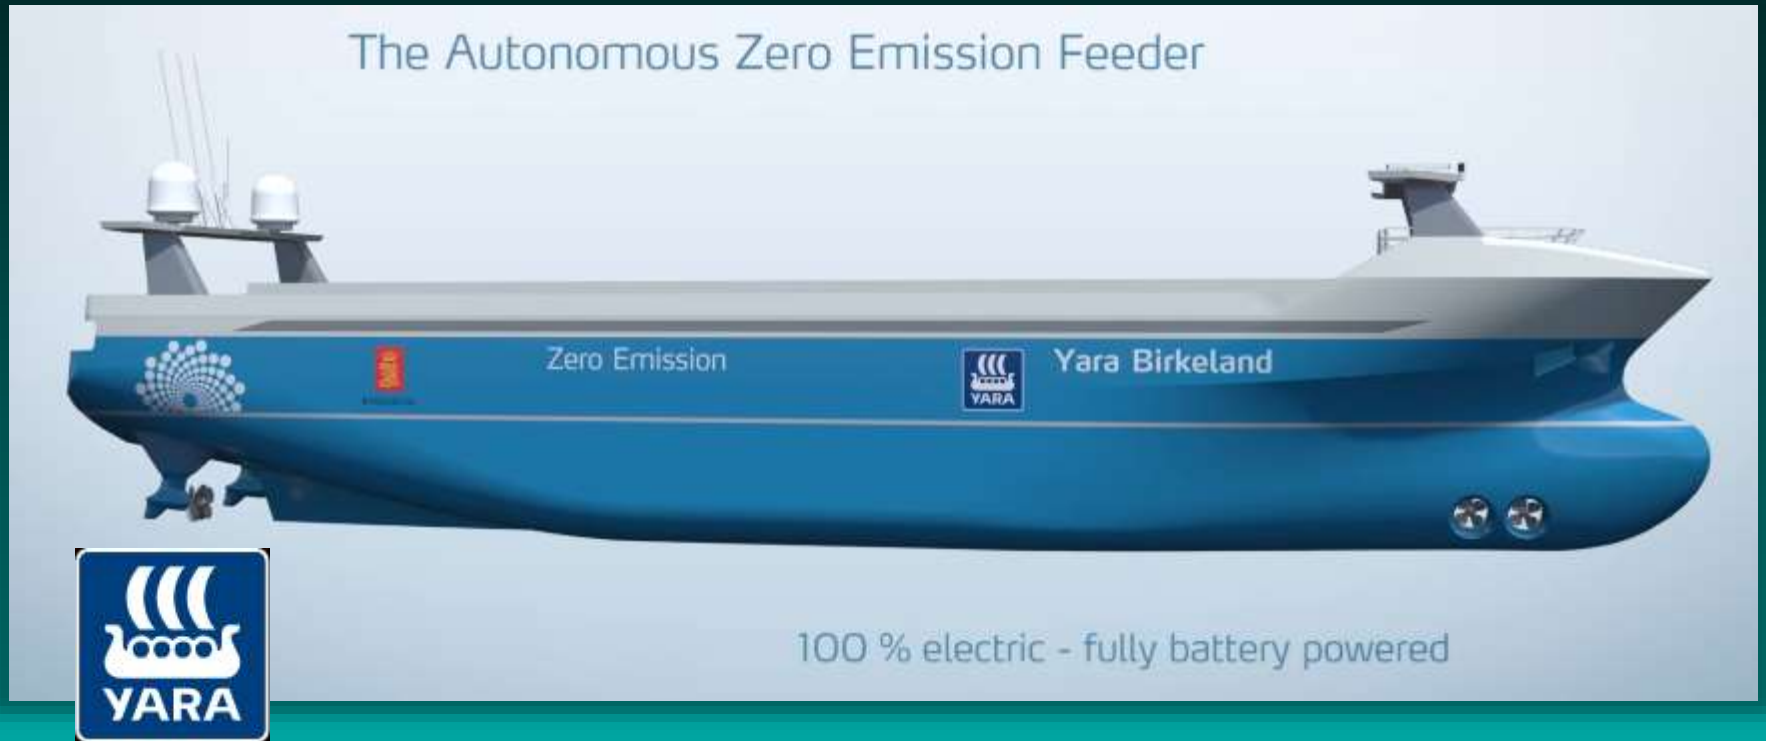 The Autonomous Zero Emission Feeder
Zero Emission
YARA
Yara Birkeland
100 % electric - fully battery powered
YARA